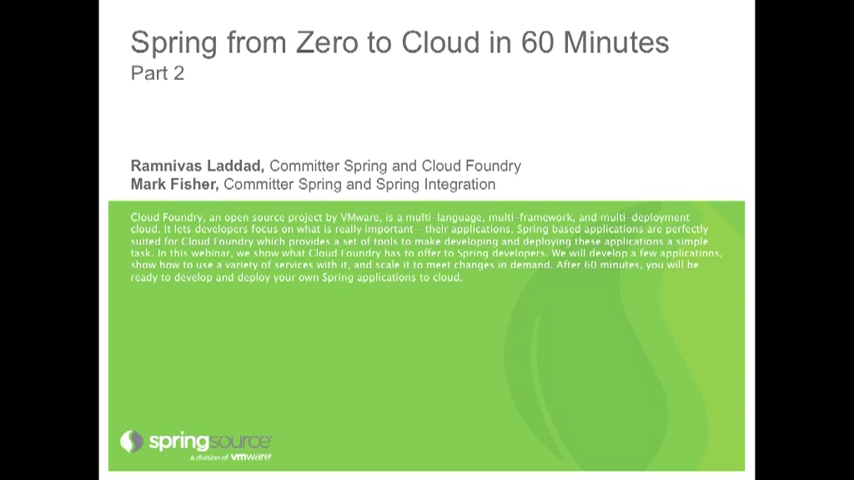 Spring from Zero to Cloud in 60 Minutes
Part 2
Ramnivas Laddad, Committer Spring and Cloud Foundry
Mark Fisher, Committer Spring and Spring Integration
Cloud Foundry, an open source project by VMware, is a multi-language, multi-framework, and multi-deployment
cloud. It lets developers focus on what is really important—their applications. Spring based applications are perfectly
suited for Cloud Foundry which provides a set of tools to make developing and deploying these applications a simple
task. In this webinar, we show what Cloud Foundry has to offer to Spring developers. We will develop a few applications,
show how to use a variety of services with it, and scale it to meet changes in demand. After 60 minutes, you will be
ready to develop and deploy your own Spring applications to cloud.
springsource
A division of vmware